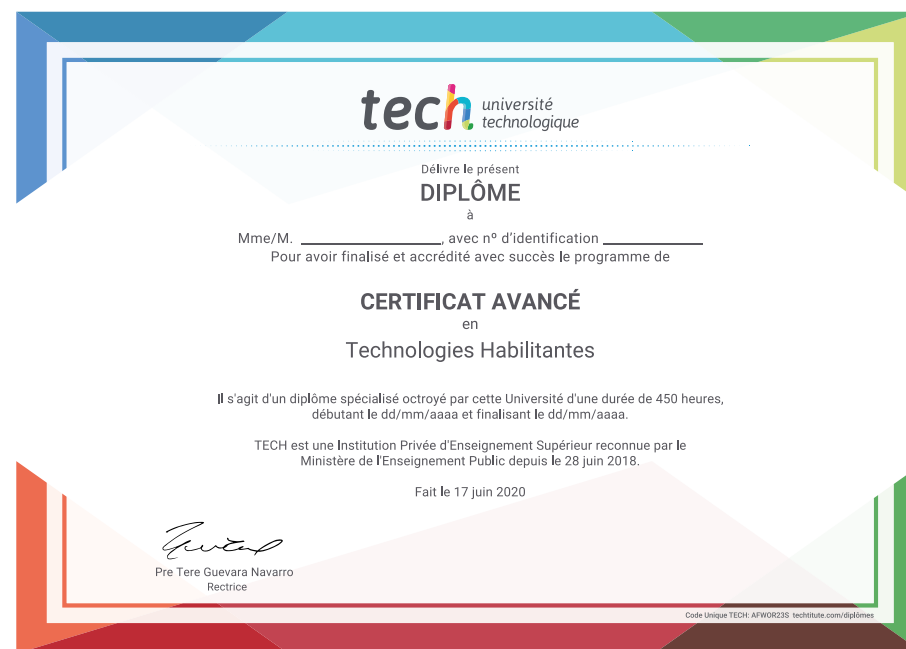 tech université
technologique
Délivre le présent
DIPLÔME
à
Mme/M. ____________, avec nº d'identification ____________
Pour avoir finalisé et accrédité avec succès le programme de
CERTIFICAT AVANCÉ
en
Technologies Habilitantes
Il s'agit d'un diplôme spécialisé octroyé par cette Université d'une durée de 450 heures,
débutant le dd/mm/aaaa et finalisant le dd/mm/aaaa.
TECH est une Institution Privée d'Enseignement Supérieur reconnue par le
Ministère de l'Enseignement Public depuis le 28 juin 2018.
Fait le 17 juin 2020
Pre Tere Guevara Navarro
Rectrice
Code Unique TECH: AFWOR23S techtitute.com/diplômes